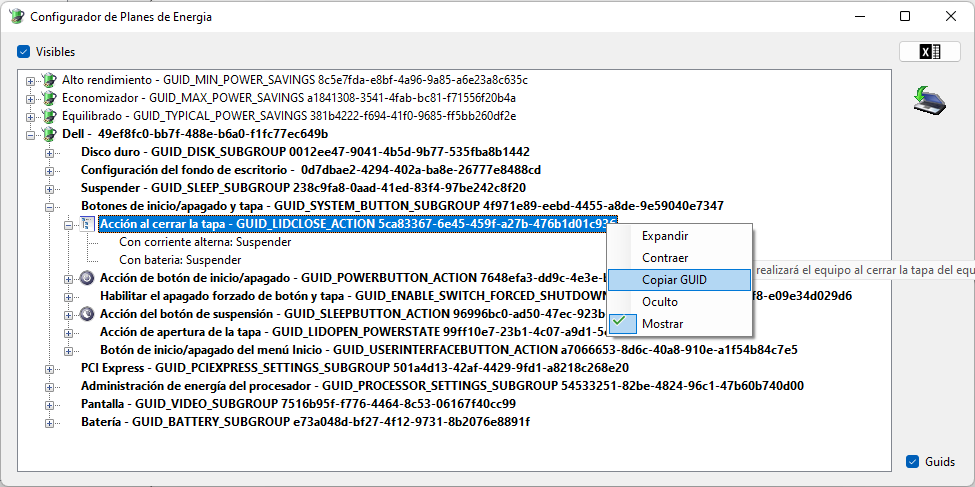 Configurador de Planes de Energia
Visibles
Alto rendimiento - GUID_MIN_POWER_SAVINGS 8c5e7fda-e8bf-4a96-9a85-a6e23a8c635c
Economizador - GUID_MAX_POWER_SAVINGS a1841308-3541-4fab-bc81-f71556f20b4a
Equilibrado - GUID_TYPICAL_POWER_SAVINGS 381b4222-f694-41f0-9685-ff5bb260df2e
Dell - 49ef8fc0-bb7f-488e-b6a0-f1fc77ec649b
Disco duro - GUID_DISK_SUBGROUP 0012ee47-9041-4b5d-9b77-535fba8b1442
Configuración del fondo de escritorio - 0d7dbae2-4294-402a-ba8e-26777e8488cd
Suspender - GUID_SLEEP_SUBGROUP 238c9fa8-0aad-41ed-83f4-97be242c8f20
Botones de inicio/apagado y tapa - GUID_SYSTEM_BUTTON_SUBGROUP 4f971e89-eebd-4455-a8de-9e59040e7347
Acción al cerrar la tapa - GUID_LIDCLOSE_ACTION 5ca83367-6e45-459f-a27b-476b1d01c936
Con corriente alterna: Suspender
Expandir
Con bateria: Suspender
Contraer
realizará el equipo al cerrar la tapa del equ
Acción de botón de inicio/apagado - GUID_POWERBUTTON_ACTION 7648efa3-dd9c-4e3e-b
Copiar GUID
Habilitar el apagado forzado de botón y tapa - GUID_ENABLE_SWITCH_FORCED_SHUTDOWN
Oculto
f8-e09e34d029d6
Acción del botón de suspensión - GUID_SLEEPBUTTON_ACTION 96996bc0-ad50-47ec-923b
Mostrar
Acción de apertura de la tapa - GUID_LIDOPEN_POWERSTATE 99ff10e7-23b1-4c07-a9d1-5
Botón de inicio/apagado del menú Inicio - GUID_USERINTERFACEBUTTON_ACTION a7066653-8d6c-40a8-910e-a1f54b84c7e5
PCI Express - GUID_PCIEXPRESS_SETTINGS_SUBGROUP 501a4d13-42af-4429-9fd1-a8218c268e20
Administración de energía del procesador - GUID_PROCESSOR_SETTINGS_SUBGROUP 54533251-82be-4824-96c1-47b60b740d00
Pantalla - GUID_VIDEO_SUBGROUP 7516b95f-f776-4464-8c53-06167f40cc99
Batería - GUID_BATTERY_SUBGROUP e73a048d-bf27-4f12-9731-8b2076e8891f
Guids